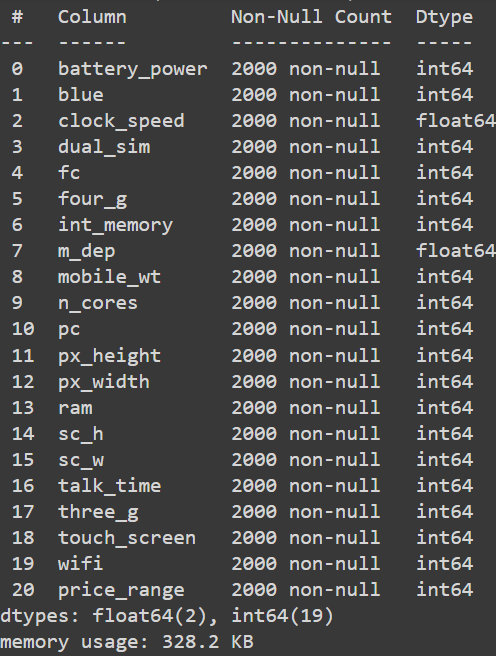 #   Column         Non-Null Count  Dtype
---  ------         --------------  -----
 0   battery_power  2000 non-null   int64
 1   blue           2000 non-null   int64
 2   clock_speed    2000 non-null   float64
 3   dual_sim       2000 non-null   int64
 4   fc             2000 non-null   int64
 5   four_g         2000 non-null   int64
 6   int_memory     2000 non-null   int64
 7   m_dep          2000 non-null   float64
 8   mobile_wt      2000 non-null   int64
 9   n_cores        2000 non-null   int64
 10  pc             2000 non-null   int64
 11  px_height      2000 non-null   int64
 12  px_width       2000 non-null   int64
 13  ram            2000 non-null   int64
 14  sc_h           2000 non-null   int64
 15  sc_w           2000 non-null   int64
 16  talk_time      2000 non-null   int64
 17  three_g        2000 non-null   int64
 18  touch_screen   2000 non-null   int64
 19  wifi           2000 non-null   int64
 20  price_range    2000 non-null   int64
dtypes: float64(2), int64(19)
memory usage: 328.2 KB